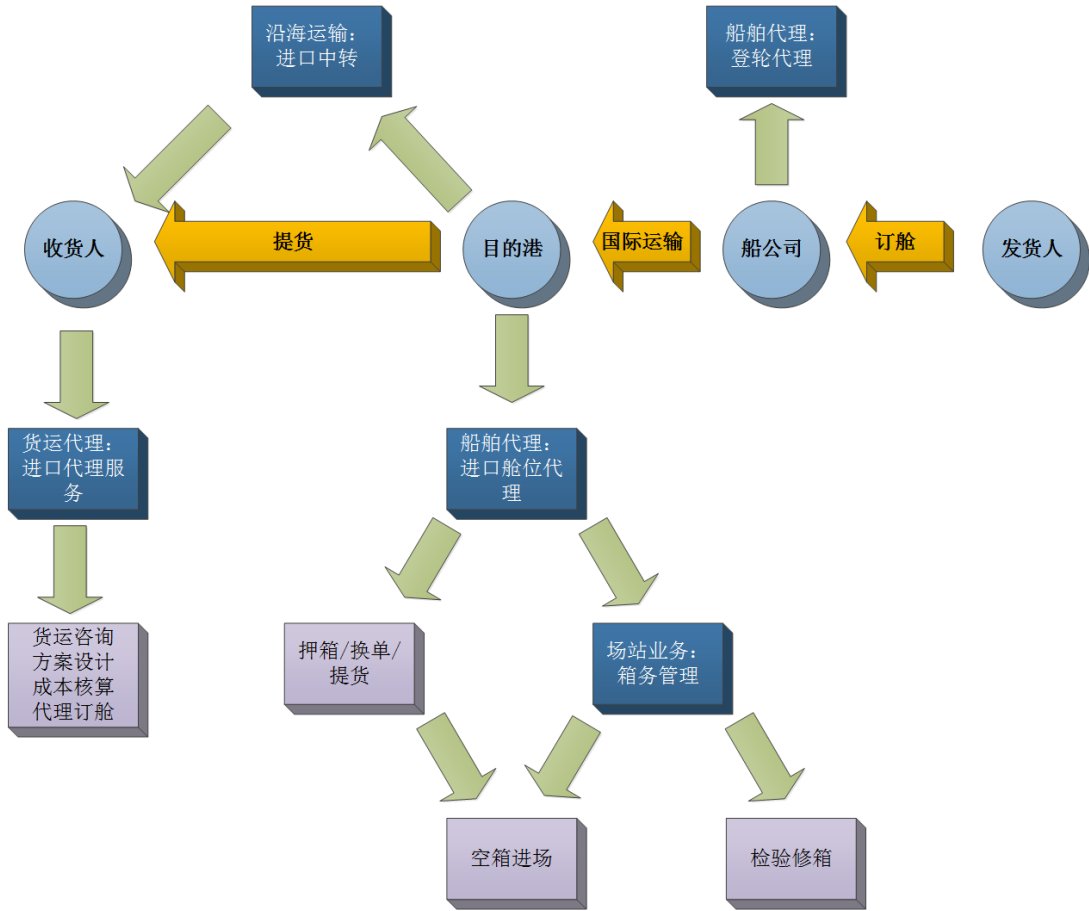 沿海运输：
进口中转
船舶代理：
登轮代理
收货人
提货
目的港
国际运输
船公司
订舱
发货人
货运代理：
进口代理服
务
船舶代理：
进口舱位代
理
货运咨询
方案设计
成本核算
代理订舱
押箱/换单/
提货
场站业务：
箱务管理
空箱进场
检验修箱